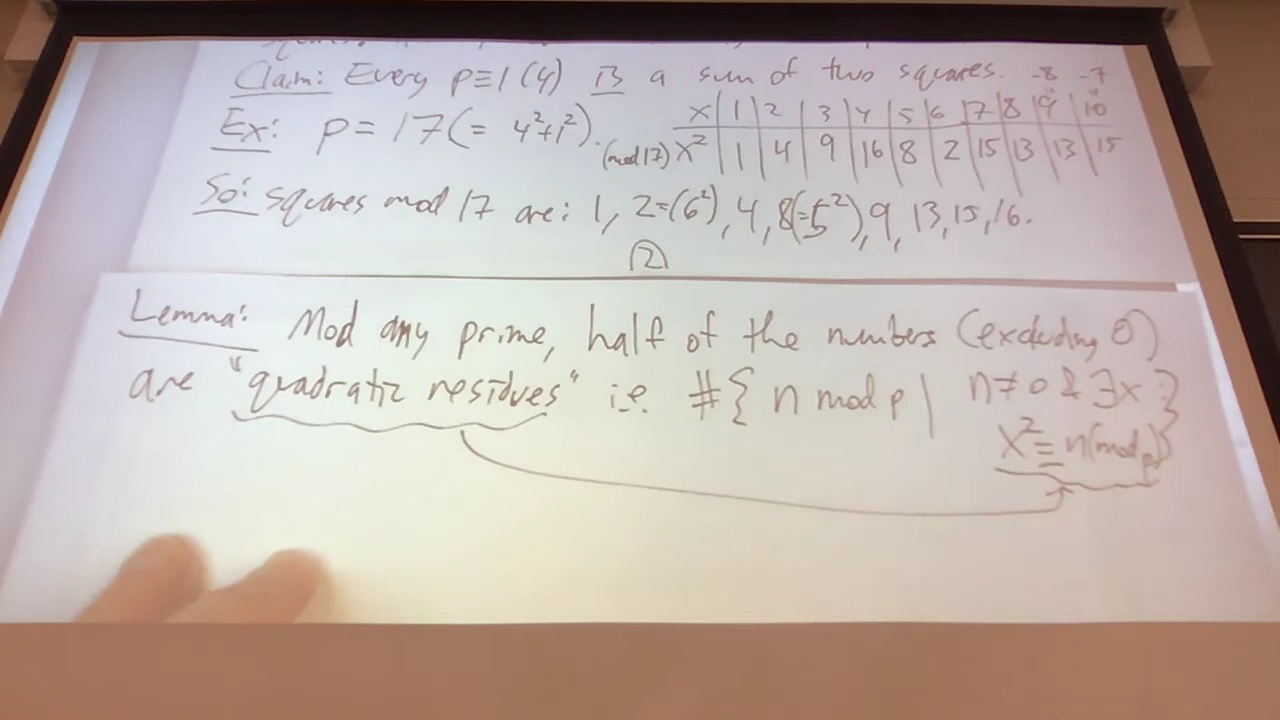 Claim: Every p≡1(4) is a sum of two squares. -8 -7
Ex: p=17(=4²+1²). x | 1 | 2 | 3 | 4 | 5 | 6 | 7 | 8 | 9 | 10
(mod 17) x² | 1 | 4 | 9 | 16 | 8 | 2 | 15 | 13 | 13 | 15
So: squares mod 17 are: 1, 2=(6²), 4, 8(=5²), 9, 13, 15, 16.
②
Lemma: Mod any prime, half of the numbers (excluding 0)
are "quadratic residues" i.e. #{ n mod p | n≠0 & ∃x :
x²≡n(mod p)}